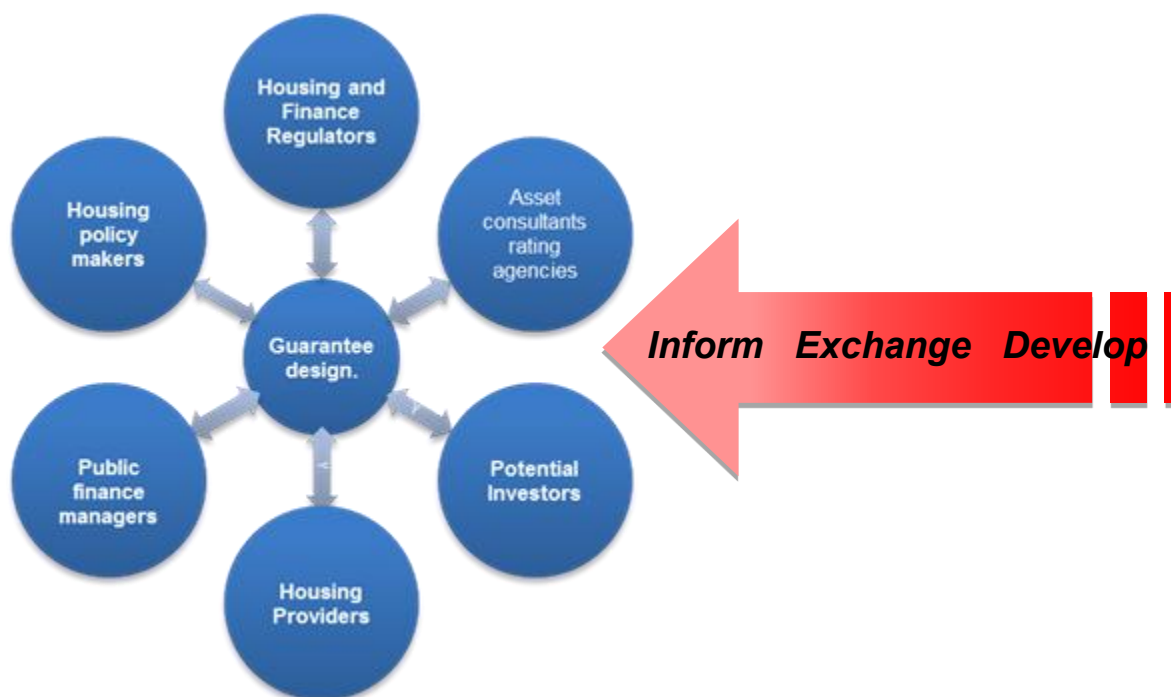 Housing and
Finance
Regulators
Asset
consultants
rating
agencies
Housing
policy
makers
Guarantee
design.
Inform Exchange Develop
Public
finance
managers
Potential
Investors
Housing
Providers